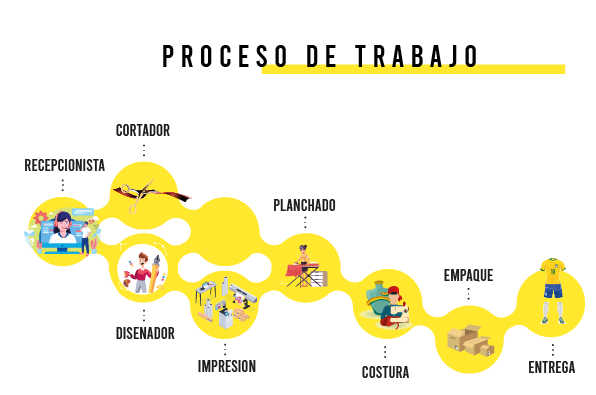 PROCESO DE TRABAJO
CORTADOR
RECEPCIONISTA
PLANCHADO
EMPAQUE
DISENADOR
IMPRESION
COSTURA
ENTREGA